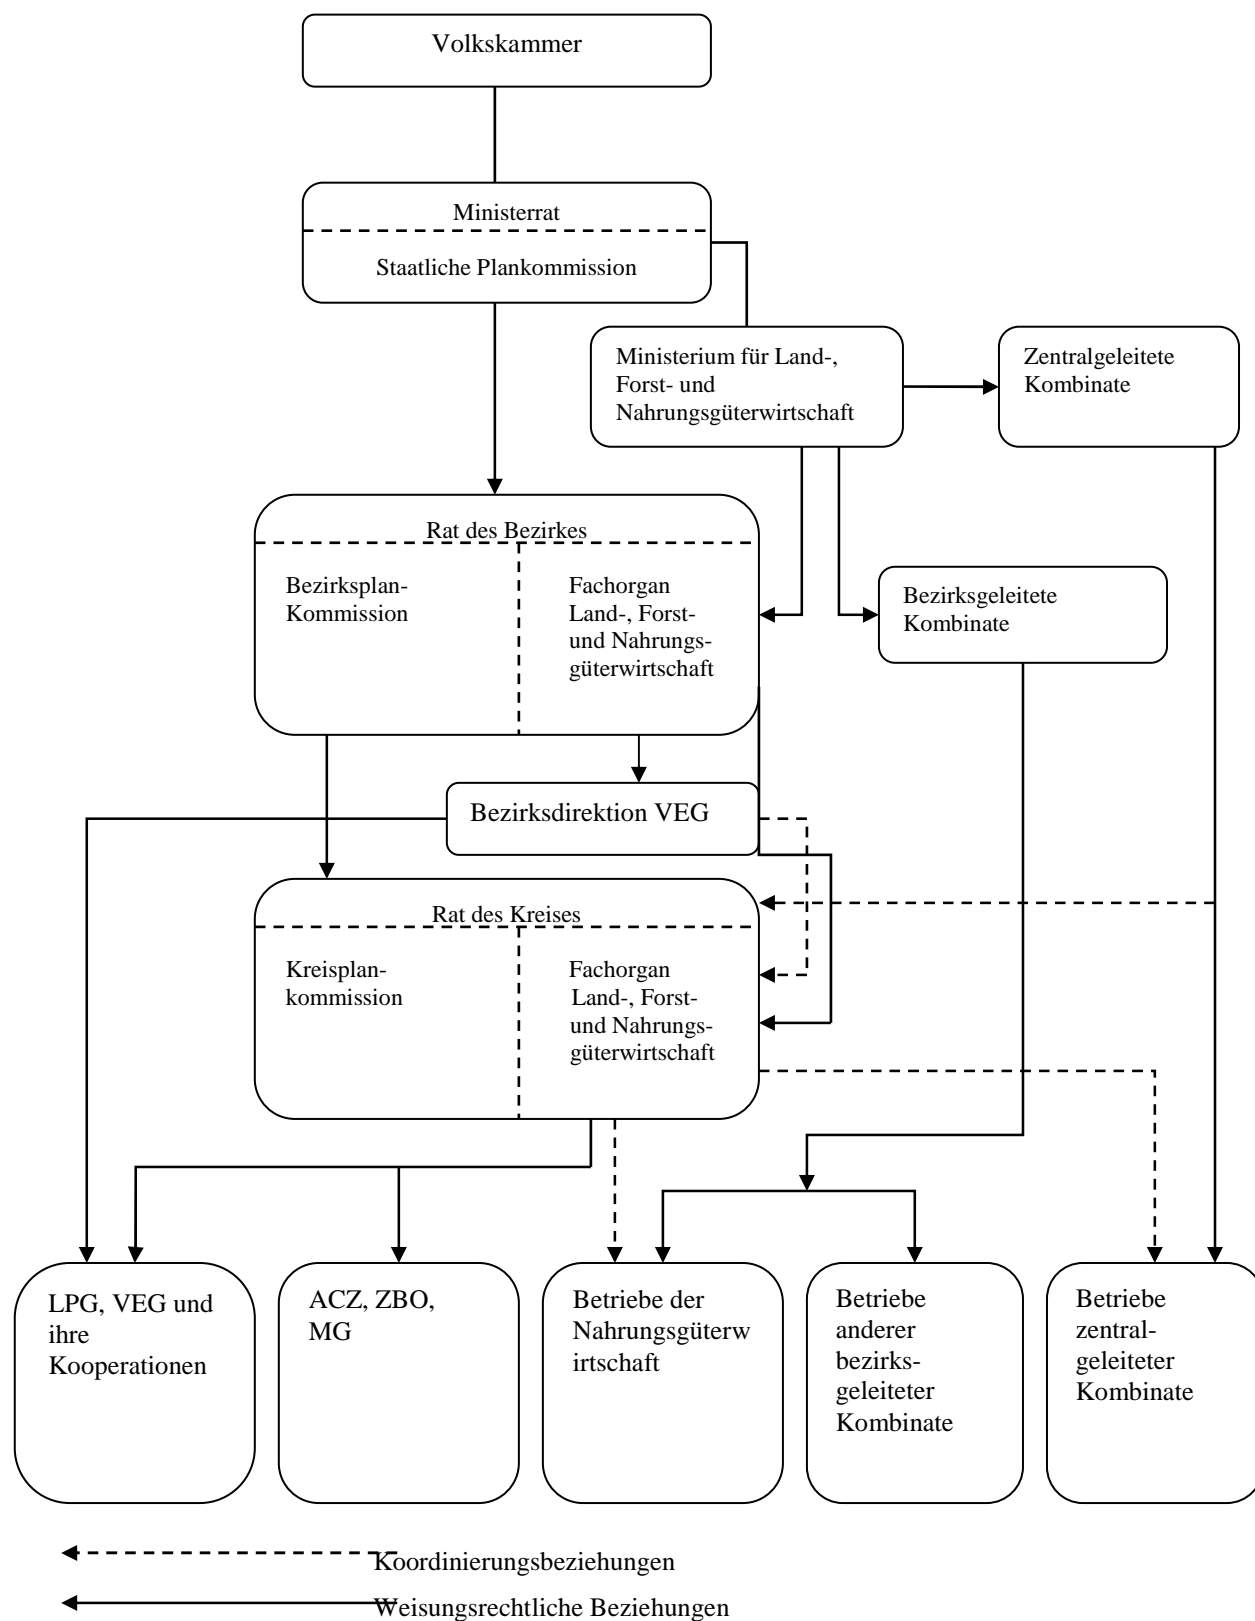 Volkskammer
Ministerrat
Staatliche Plankommission
Ministerium für Land-,
Forst- und
Nahrungsgüterwirtschaft
Zentralgeleitete
Kombinate
Rat des Bezirkes
Bezirksplan-
Kommission
Fachorgan
Land-, Forst-
und Nahrungs-
güterwirtschaft
Bezirksgeleitete
Kombinate
Bezirksdirektion VEG
Rat des Kreises
Kreisplan-
kommission
Fachorgan
Land-, Forst-
und Nahrungs-
güterwirtschaft
LPG, VEG und
ihre
Kooperationen
ACZ, ZBO,
MG
Betriebe der
Nahrungsgüterw
irtschaft
Betriebe
anderer
bezirks-
geleiteter
Kombinate
Betriebe
zentral-
geleiteter
Kombinate
Koordinierungsbeziehungen
Weisungsrechtliche Beziehungen